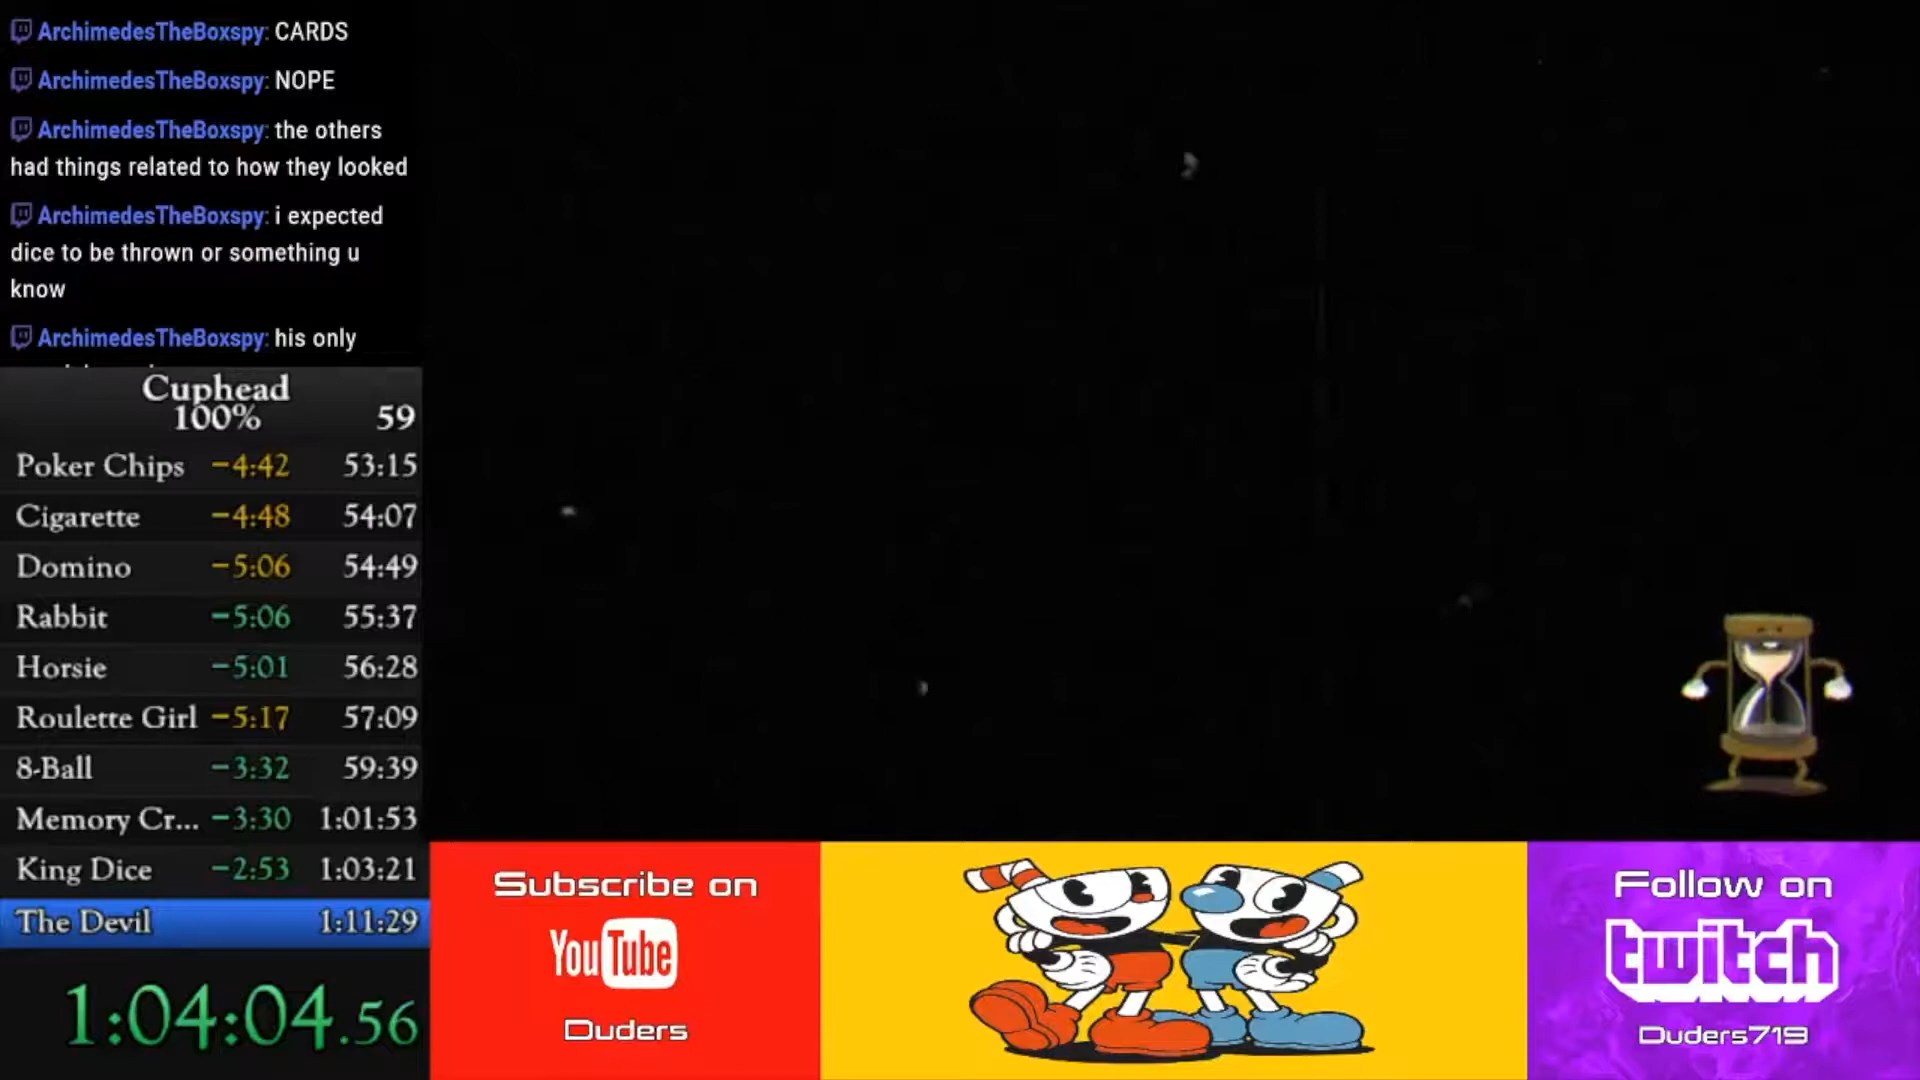 ArchimedesTheBoxspy: CARDS
ArchimedesTheBoxspy: NOPE
ArchimedesTheBoxspy: the others
had things related to how they looked
ArchimedesTheBoxspy: i expected
dice to be thrown or something u
know
ArchimedesTheBoxspy: his only
Cuphead
100% 59
Poker Chips -4:42 53:15
Cigarette -4:48 54:07
Domino -5:06 54:49
Rabbit -5:06 55:37
Horsie -5:01 56:28
Roulette Girl -5:17 57:09
8-Ball -3:32 59:39
Memory Cr... -3:30 1:01:53
King Dice -2:53 1:03:21
The Devil 1:11:29
1:04:04.56
Subscribe on
YouTube
Duders
Follow on
twitch
Duders719